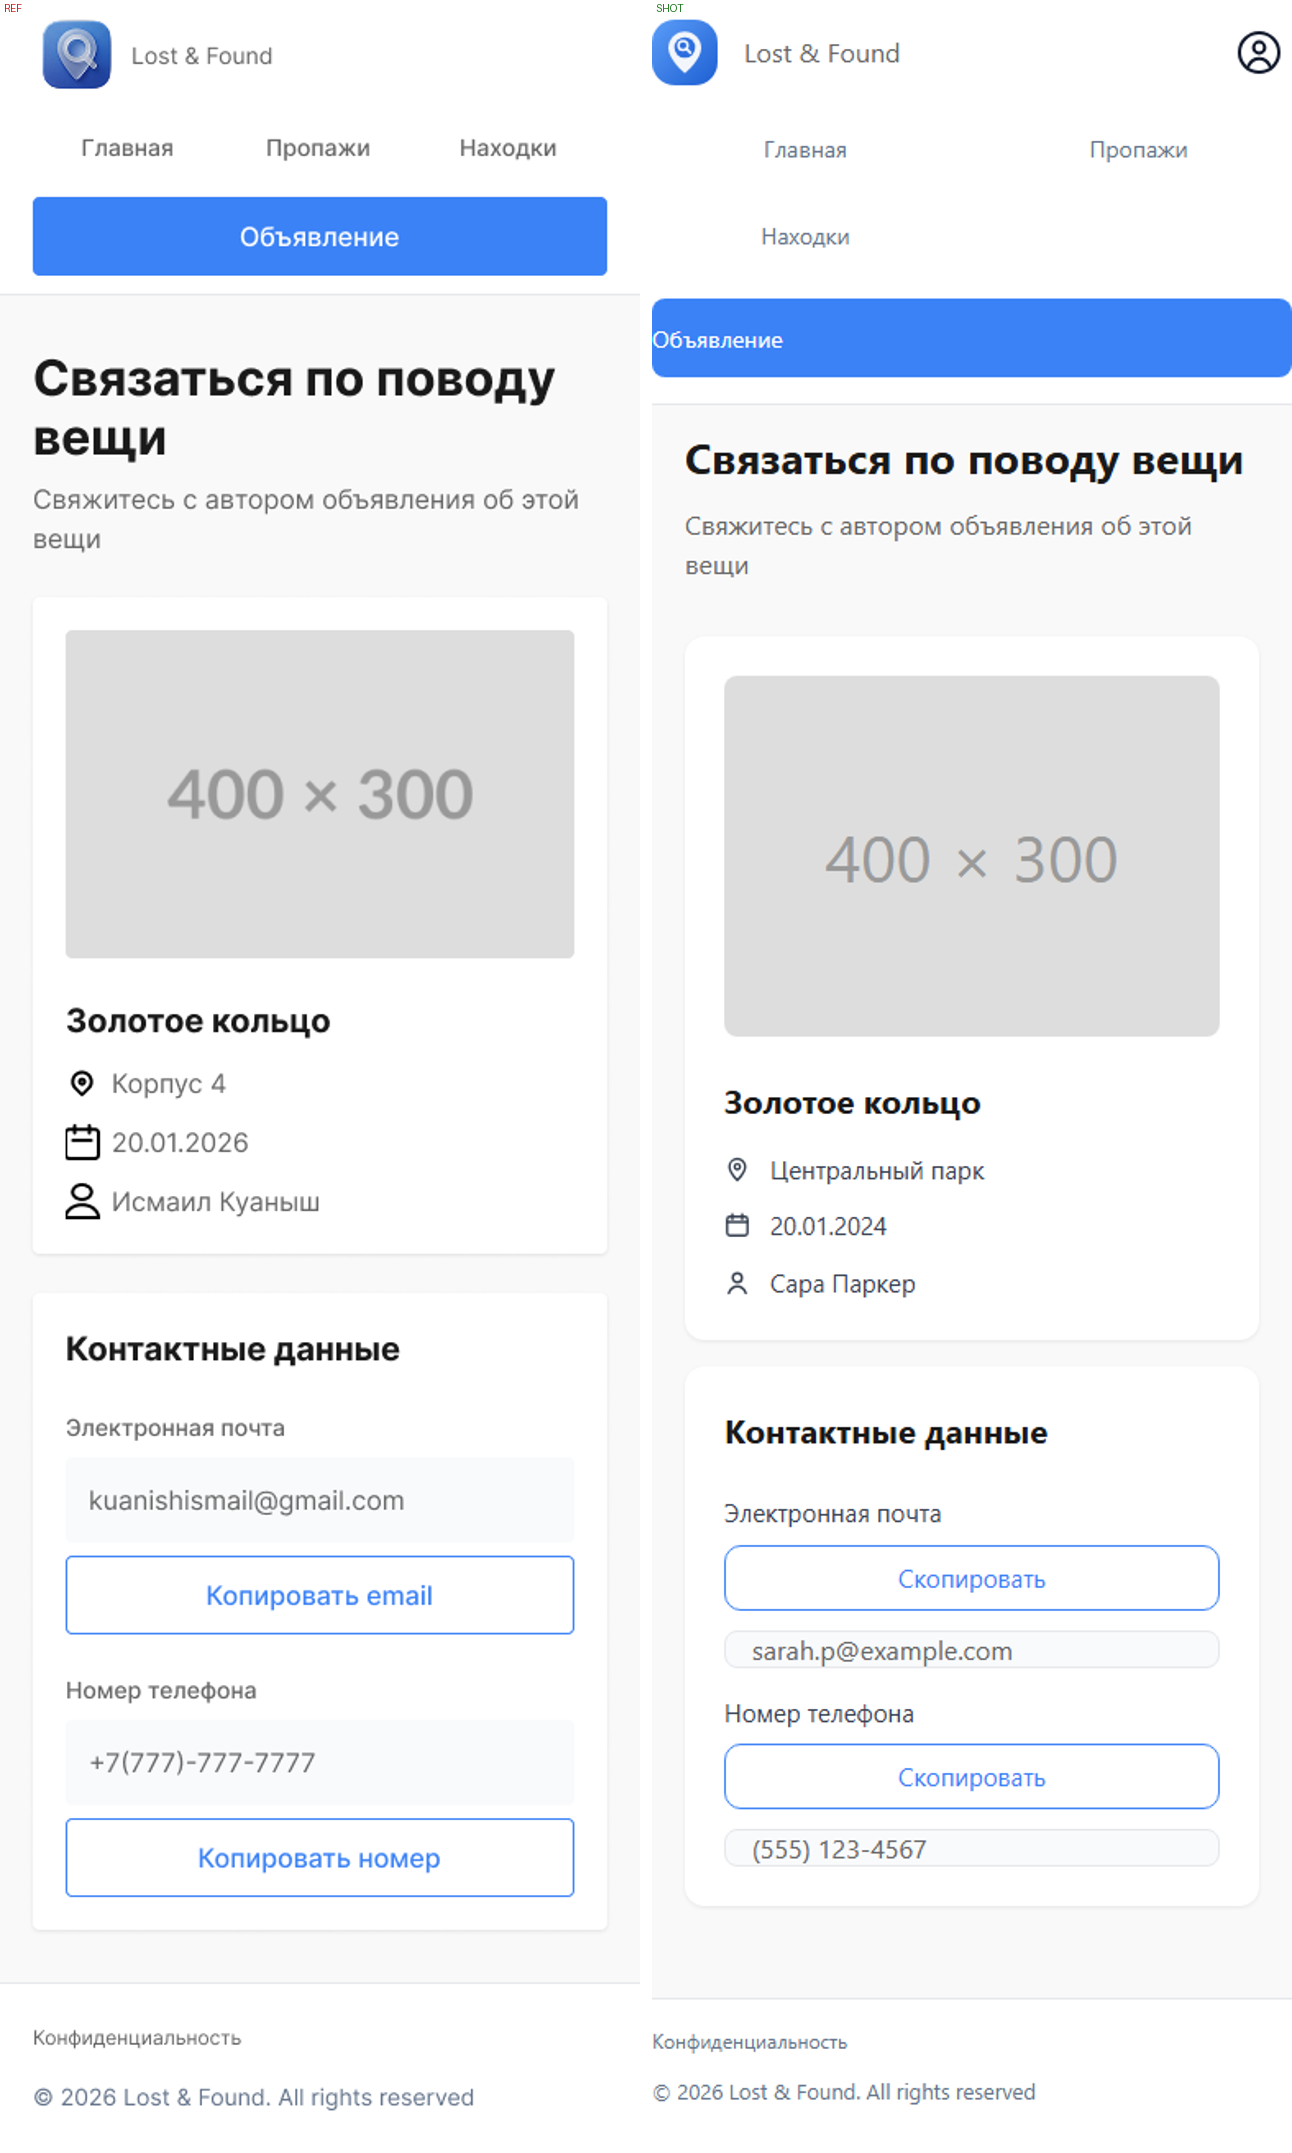 REF
Lost & Found
Главная Пропажи Находки
Объявление
Связаться по поводу
вещи
Свяжитесь с автором объявления об этой
вещи
400 × 300
Золотое кольцо
Корпус 4
20.01.2026
Исмаил Куаныш
Контактные данные
Электронная почта
kuanishismail@gmail.com
Копировать email
Номер телефона
+7(777)-777-7777
Копировать номер
Конфиденциальность
© 2026 Lost & Found. All rights reserved
SHOT
Lost & Found
Главная Пропажи
Находки
Объявление
Связаться по поводу вещи
Свяжитесь с автором объявления об этой
вещи
400 × 300
Золотое кольцо
Центральный парк
20.01.2024
Сара Паркер
Контактные данные
Электронная почта
Скопировать
sarah.p@example.com
Номер телефона
Скопировать
(555) 123-4567
Конфиденциальность
© 2026 Lost & Found. All rights reserved